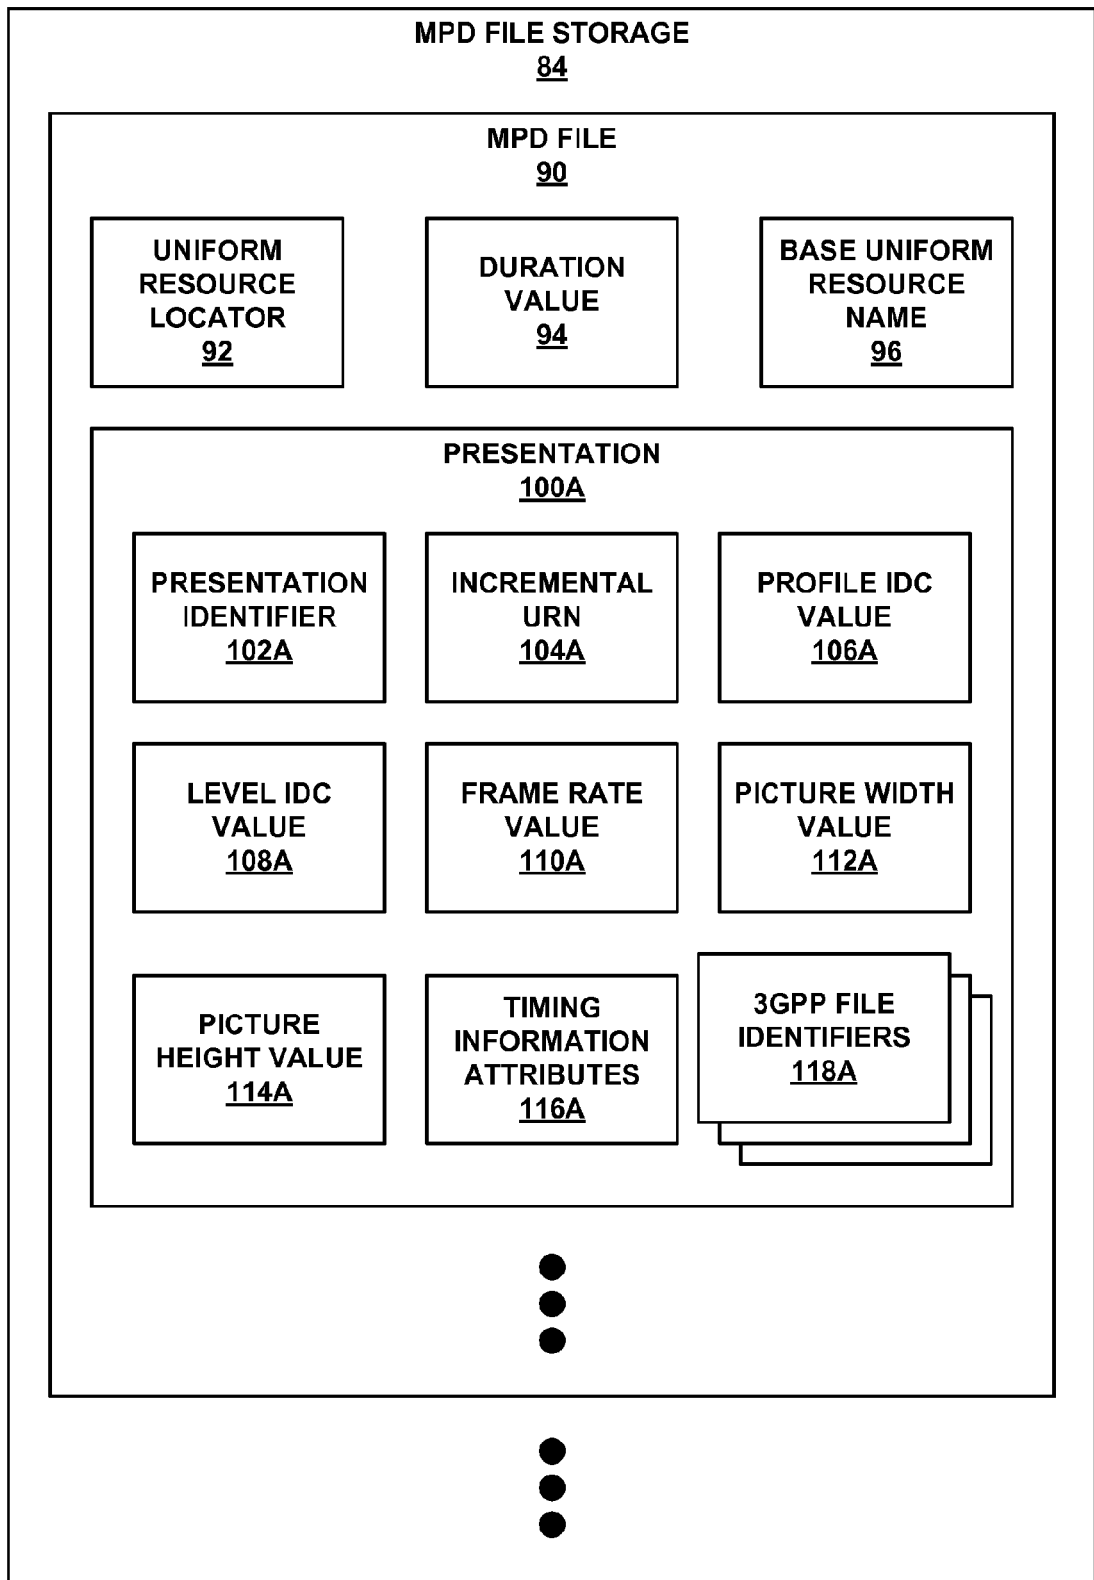 MPD FILE STORAGE
84
MPD FILE
90
UNIFORM
RESOURCE
LOCATOR
92
DURATION
VALUE
94
BASE UNIFORM
RESOURCE
NAME
96
PRESENTATION
100A
PRESENTATION
IDENTIFIER
102A
INCREMENTAL
URN
104A
PROFILE IDC
VALUE
106A
LEVEL IDC
VALUE
108A
FRAME RATE
VALUE
110A
PICTURE WIDTH
VALUE
112A
PICTURE
HEIGHT VALUE
114A
TIMING
INFORMATION
ATTRIBUTES
116A
3GPP FILE
IDENTIFIERS
118A